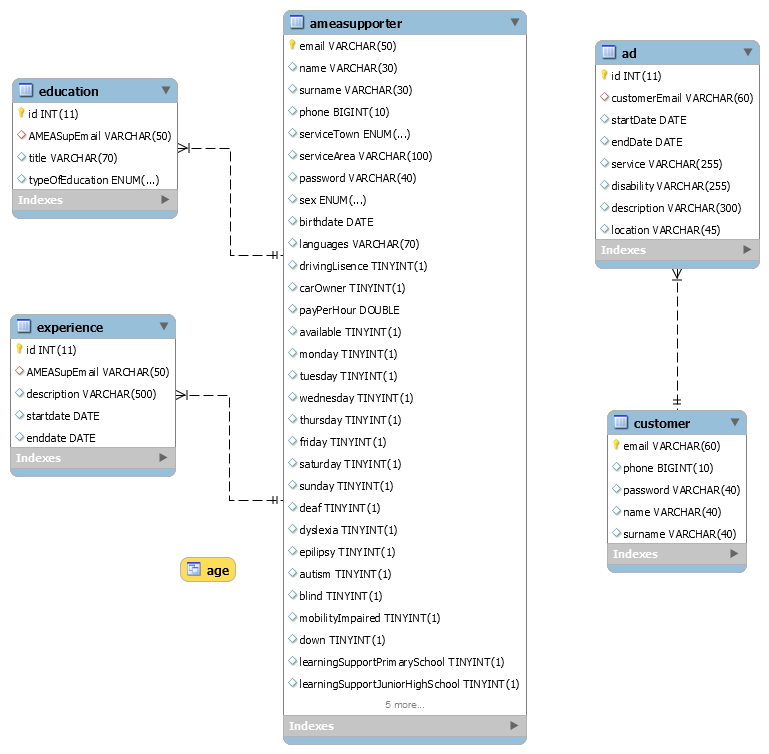 education
id INT(11)
AMEASupEmail VARCHAR(50)
title VARCHAR(70)
typeOfEducation ENUM(...)
Indexes
experience
id INT(11)
AMEASupEmail VARCHAR(50)
description VARCHAR(500)
startdate DATE
enddate DATE
Indexes
age
ameasupporter
email VARCHAR(50)
name VARCHAR(30)
surname VARCHAR(30)
phone BIGINT(10)
serviceTown ENUM(...)
serviceArea VARCHAR(100)
password VARCHAR(40)
sex ENUM(...)
birthdate DATE
languages VARCHAR(70)
drivingLisence TINYINT(1)
carOwner TINYINT(1)
payPerHour DOUBLE
available TINYINT(1)
monday TINYINT(1)
tuesday TINYINT(1)
wednesday TINYINT(1)
thursday TINYINT(1)
friday TINYINT(1)
saturday TINYINT(1)
sunday TINYINT(1)
deaf TINYINT(1)
dyslexia TINYINT(1)
epilipsy TINYINT(1)
autism TINYINT(1)
blind TINYINT(1)
mobilityImpaired TINYINT(1)
down TINYINT(1)
learningSupportPrimarySchool TINYINT(1)
learningSupportJuniorHighSchool TINYINT(1)
5 more...
Indexes
ad
id INT(11)
customerEmail VARCHAR(60)
startDate DATE
endDate DATE
service VARCHAR(255)
disability VARCHAR(255)
description VARCHAR(300)
location VARCHAR(45)
Indexes
customer
email VARCHAR(60)
phone BIGINT(10)
password VARCHAR(40)
name VARCHAR(40)
surname VARCHAR(40)
Indexes